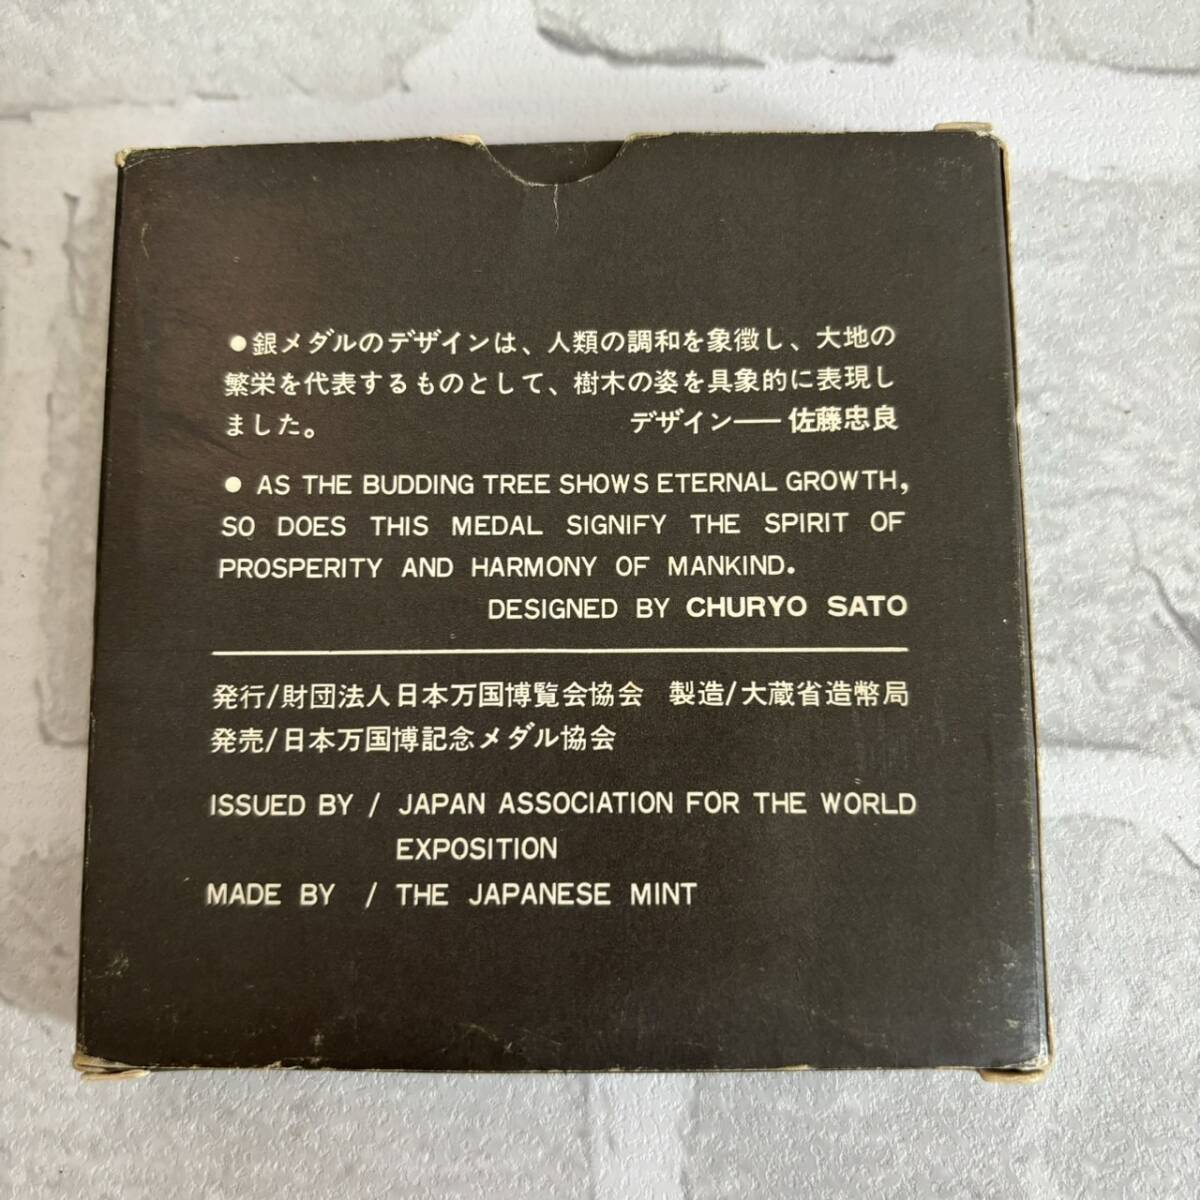 ●銀メダルのデザインは、人類の調和を象徴し、大地の
繁栄を代表するものとして、樹木の姿を具象的に表現し
ました。 デザイン── 佐藤忠良
● AS THE BUDDING TREE SHOWS ETERNAL GROWTH,
SO DOES THIS MEDAL SIGNIFY THE SPIRIT OF
PROSPERITY AND HARMONY OF MANKIND.
DESIGNED BY CHURYO SATO
発行/財団法人日本万国博覧会協会 製造/大蔵省造幣局
発売/日本万国博記念メダル協会
ISSUED BY / JAPAN ASSOCIATION FOR THE WORLD
EXPOSITION
MADE BY / THE JAPANESE MINT